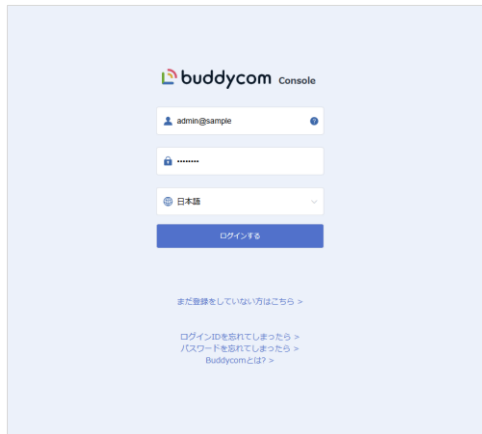 buddycom Console
admin@sample ?
••••••••
日本語
ログインする
まだ登録をしていない方はこちら >
ログインIDを忘れてしまったら >
パスワードを忘れてしまったら >
Buddycomとは? >